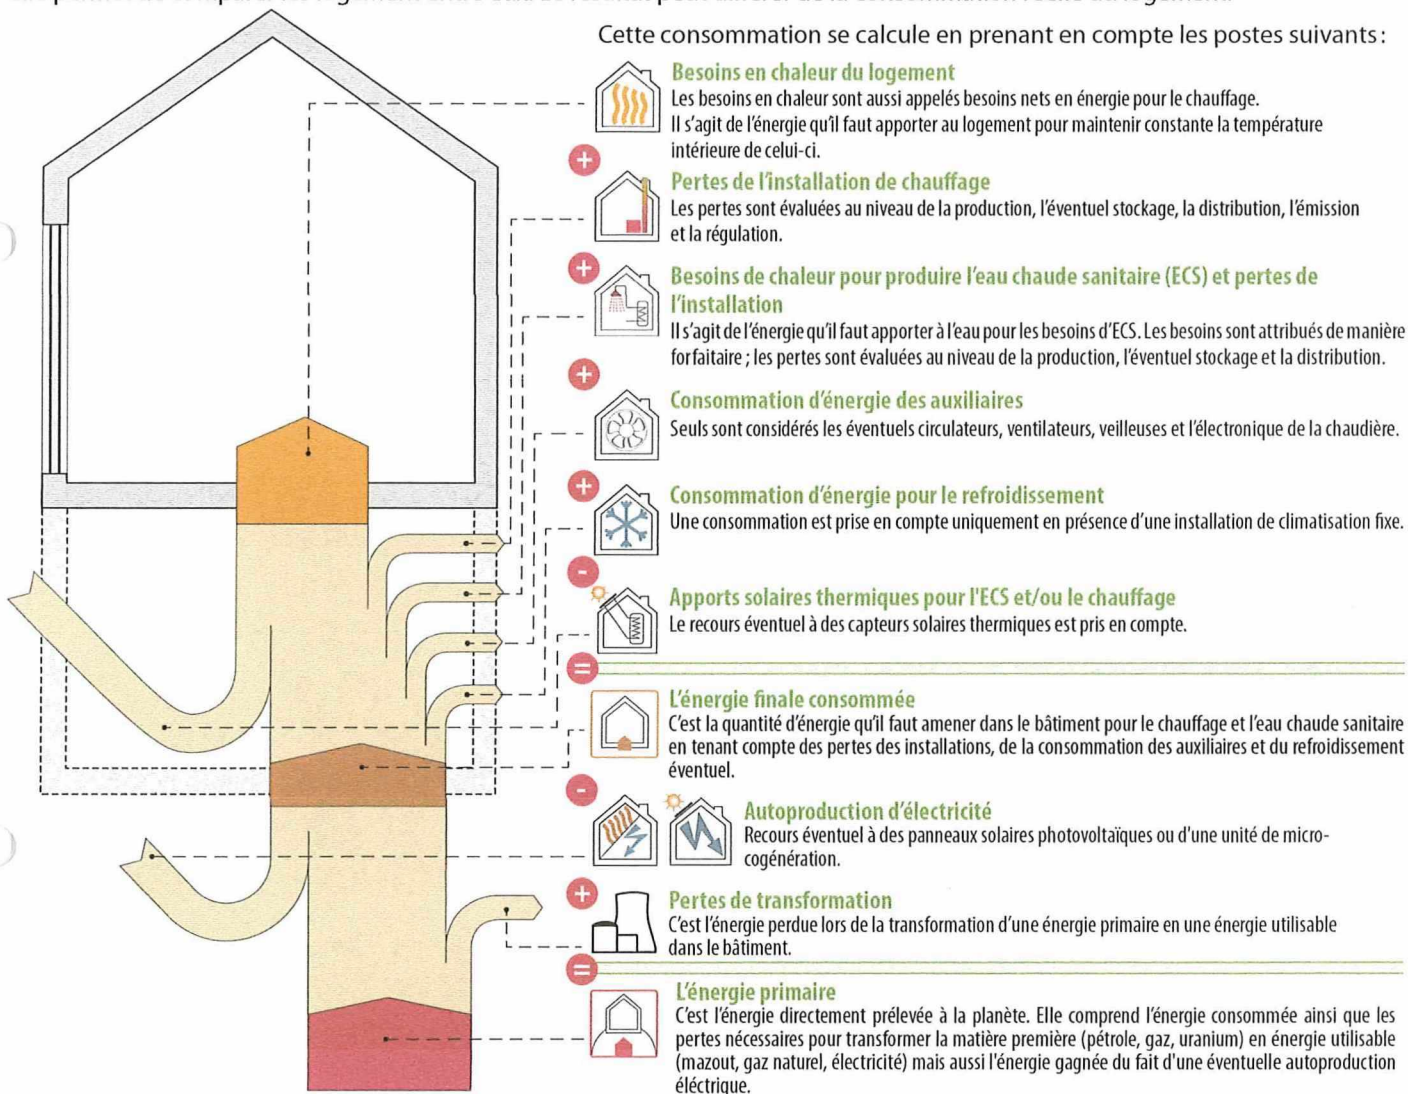 Cette consommation se calcule en prenant en compte les postes suivants :
Besoins en chaleur du logement
Les besoins en chaleur sont aussi appelés besoins nets en énergie pour le chauffage.
Il s'agit de l'énergie qu'il faut apporter au logement pour maintenir constante la température
intérieure de celui-ci.
+
Pertes de l'installation de chauffage
Les pertes sont évaluées au niveau de la production, l'éventuel stockage, la distribution, l'émission
et la régulation.
+
Besoins de chaleur pour produire l'eau chaude sanitaire (ECS) et pertes de
l'installation
Il s'agit de l'énergie qu'il faut apporter à l'eau pour les besoins d'ECS. Les besoins sont attribués de manière
forfaitaire ; les pertes sont évaluées au niveau de la production, l'éventuel stockage et la distribution.
+
Consommation d'énergie des auxiliaires
Seuls sont considérés les éventuels circulateurs, ventilateurs, veilleuses et l'électronique de la chaudière.
+
Consommation d'énergie pour le refroidissement
Une consommation est prise en compte uniquement en présence d'une installation de climatisation fixe.
-
Apports solaires thermiques pour l'ECS et/ou le chauffage
Le recours éventuel à des capteurs solaires thermiques est pris en compte.
=
L'énergie finale consommée
C'est la quantité d'énergie qu'il faut amener dans le bâtiment pour le chauffage et l'eau chaude sanitaire
en tenant compte des pertes des installations, de la consommation des auxiliaires et du refroidissement
éventuel.
-
Autoproduction d'électricité
Recours éventuel à des panneaux solaires photovoltaïques ou d'une unité de micro-
cogénération.
+
Pertes de transformation
C'est l'énergie perdue lors de la transformation d'une énergie primaire en une énergie utilisable
dans le bâtiment.
=
L'énergie primaire
C'est l'énergie directement prélevée à la planète. Elle comprend l'énergie consommée ainsi que les
pertes nécessaires pour transformer la matière première (pétrole, gaz, uranium) en énergie utilisable
(mazout, gaz naturel, électricité) mais aussi l'énergie gagnée du fait d'une éventuelle autoproduction
éléctrique.